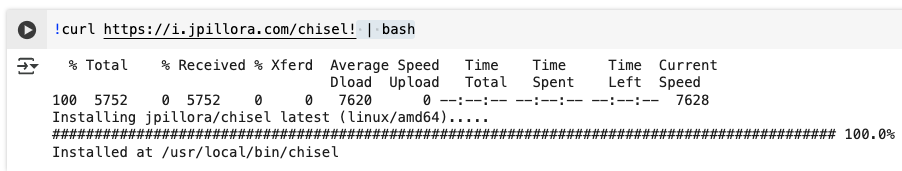 !curl https://i.jpillora.com/chisel! | bash
% Total % Received % Xferd Average Speed Time Time Time Current
Dload Upload Total Spent Left Speed
100 5752 0 5752 0 0 7620 0 --:--:-- --:--:-- --:--:-- 7628
Installing jpillora/chisel latest (linux/amd64).....
######################################################################################### 100.0%
Installed at /usr/local/bin/chisel